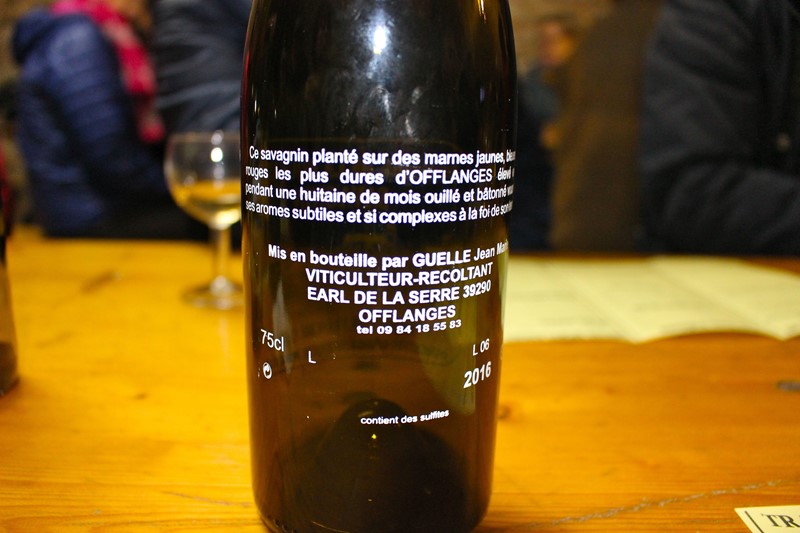 Ce savagnin planté sur des marnes jaunes,
rouges les plus dures d'OFFLANGES élevé
pendant une huitaine de mois ouillé et bâtonné
ses aromes subtiles et si complexes à la foi de
Mis en bouteille par GUELLE Jean
VITICULTEUR-RECOLTANT
EARL DE LA SERRE 39290
OFFLANGES
tel 09 84 18 55 83
75cl L L 06
2016
contient des sulfites